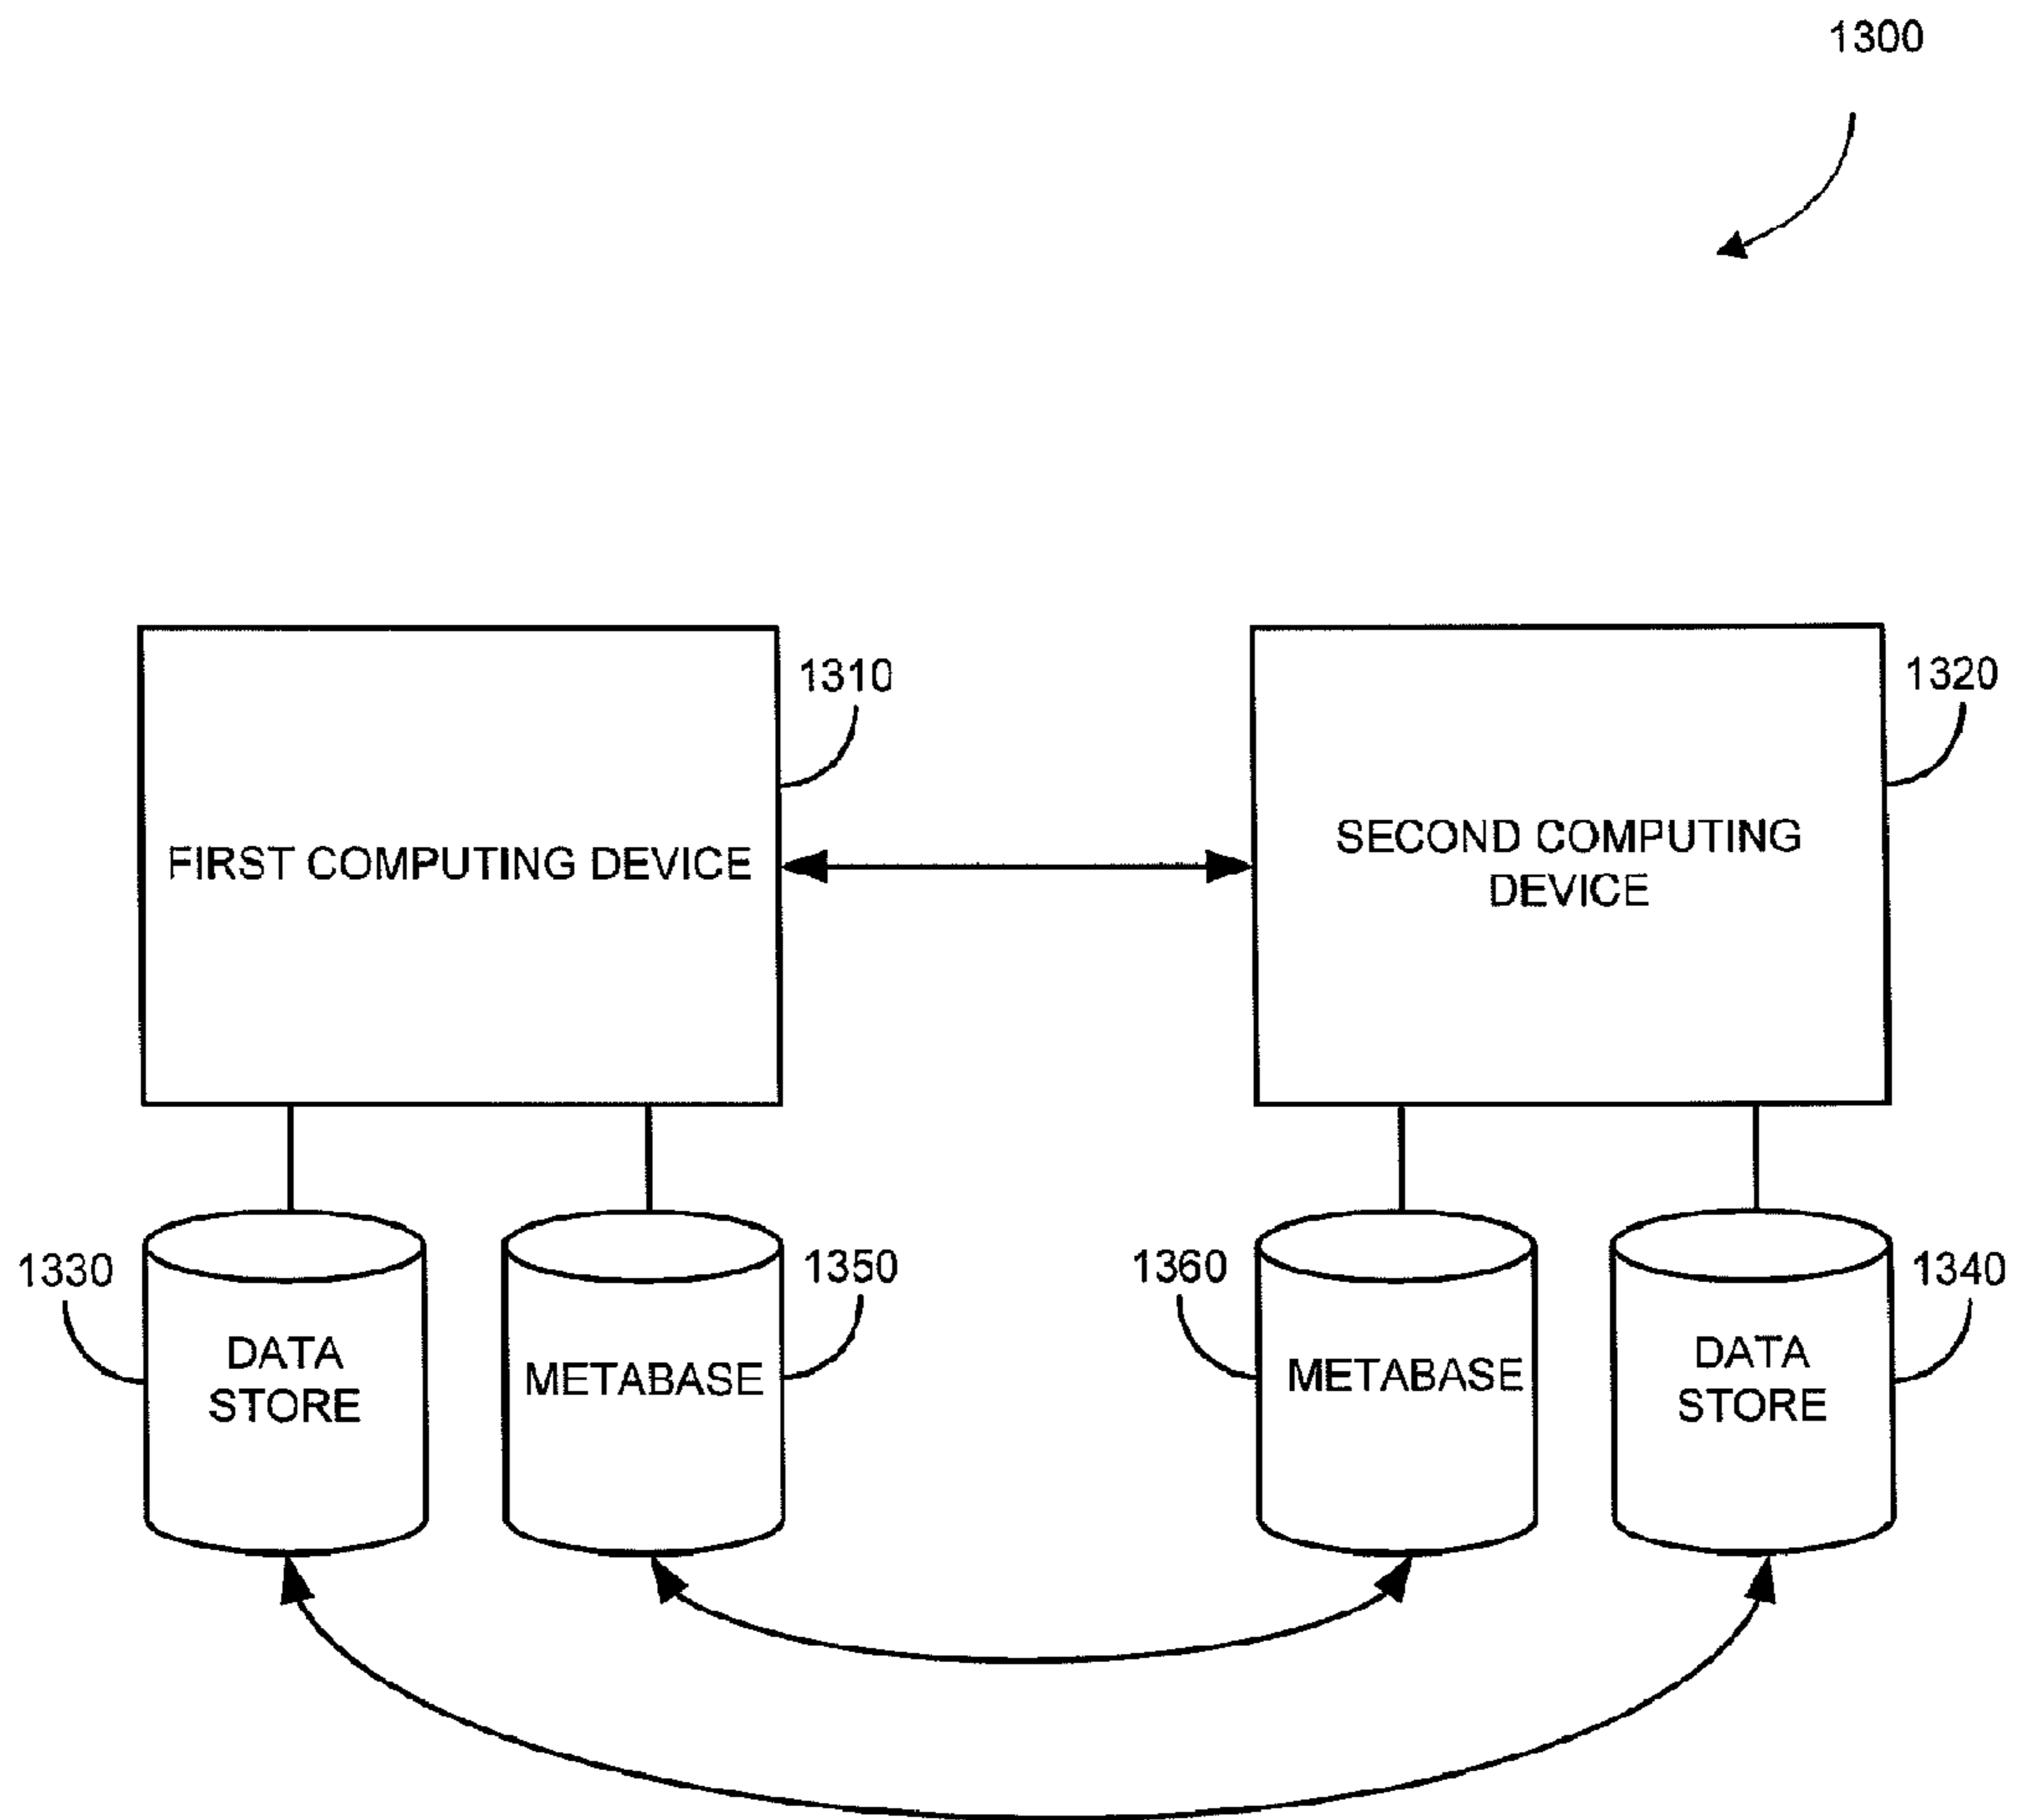 1300
1310
1320
FIRST COMPUTING DEVICE
SECOND COMPUTING
DEVICE
1330
1350
1360
1340
DATA
STORE
METABASE
METABASE
DATA
STORE